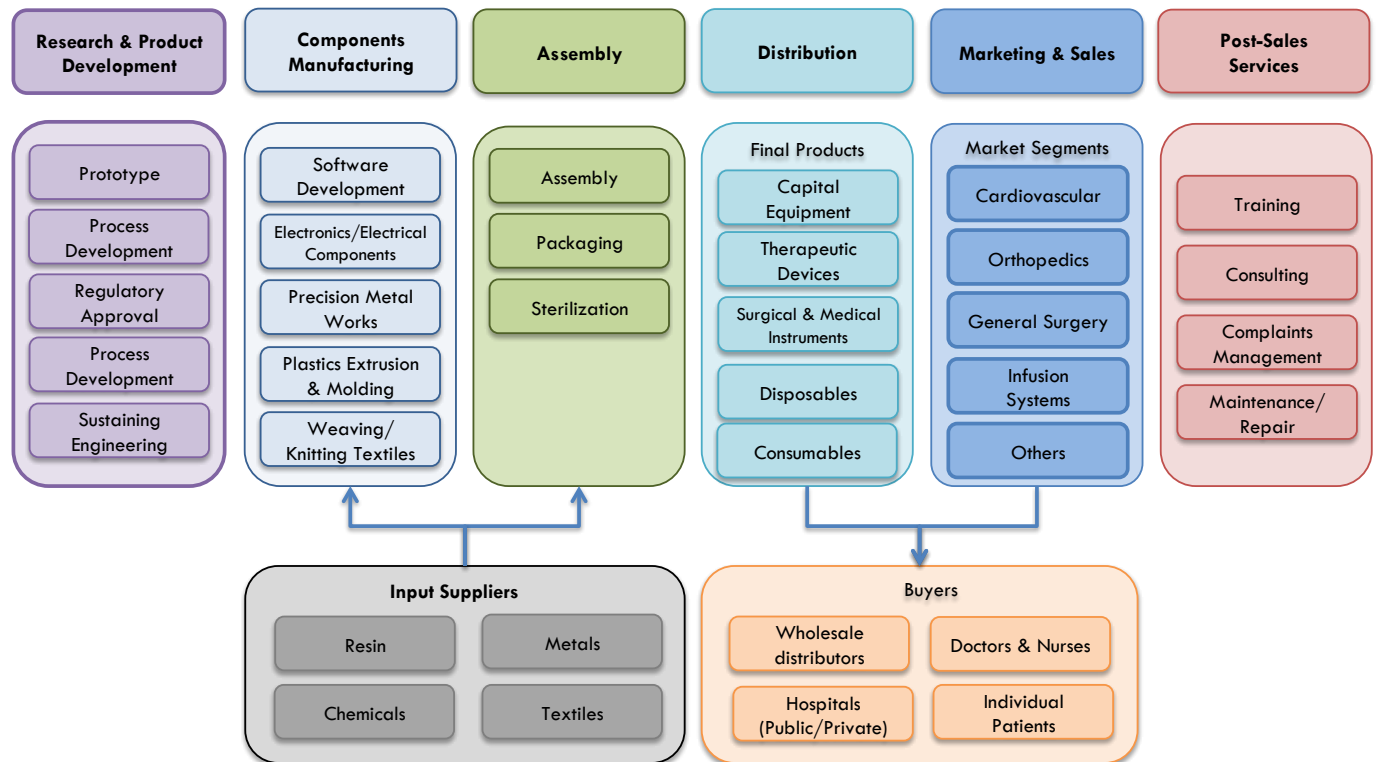 Research & Product
Development
Components
Manufacturing
Assembly
Distribution
Marketing & Sales
Post-Sales
Services
Prototype
Process
Development
Regulatory
Approval
Process
Development
Sustaining
Engineering
Software
Development
Electronics/Electrical
Components
Precision Metal
Works
Plastics Extrusion
& Molding
Weaving/
Knitting Textiles
Assembly
Packaging
Sterilization
Final Products
Capital
Equipment
Therapeutic
Devices
Surgical & Medical
Instruments
Disposables
Consumables
Market Segments
Cardiovascular
Orthopedics
General Surgery
Infusion
Systems
Others
Training
Consulting
Complaints
Management
Maintenance/
Repair
Input Suppliers
Resin
Metals
Chemicals
Textiles
Buyers
Wholesale
distributors
Doctors & Nurses
Hospitals
(Public/Private)
Individual
Patients